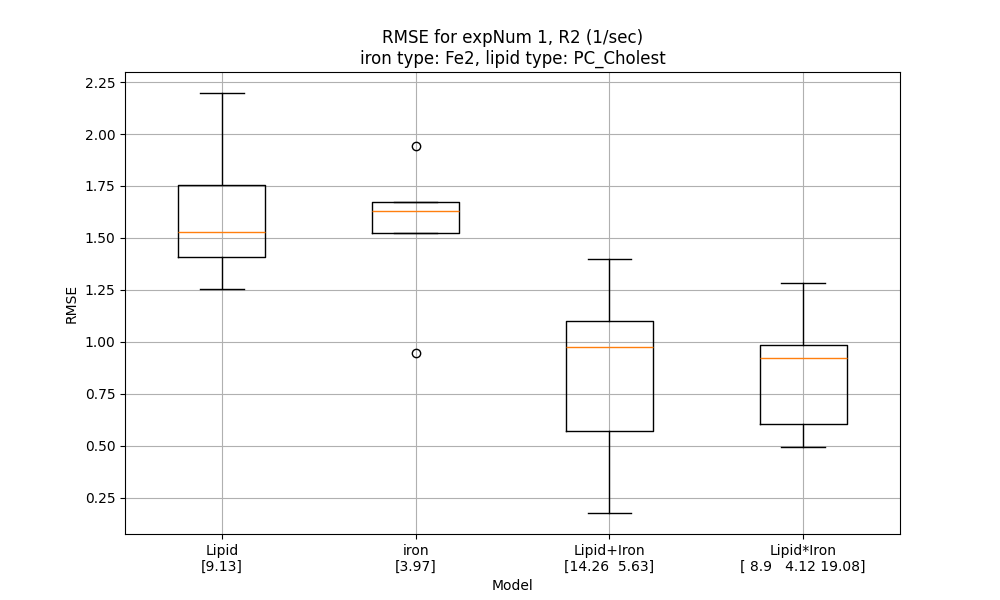 RMSE for expNum 1, R2 (1/sec)
iron type: Fe2, lipid type: PC_Cholest
RMSE
2.25
2.00
1.75
1.50
1.25
1.00
0.75
0.50
0.25
Lipid iron Lipid+Iron Lipid*Iron
[9.13] [3.97] [14.26  5.63] [ 8.9   4.12 19.08]
Model